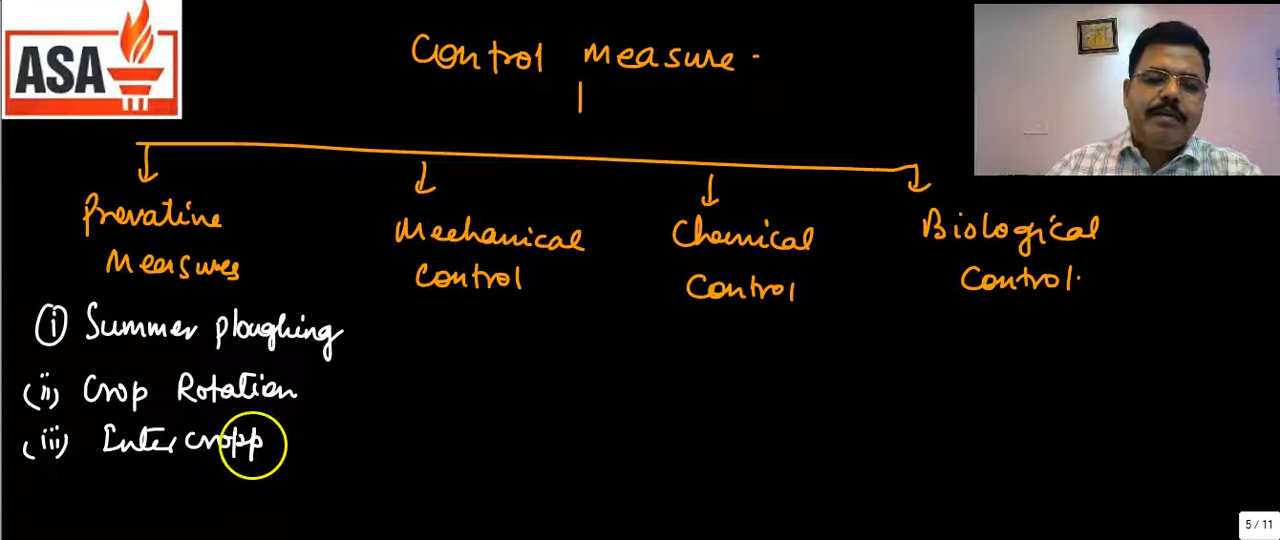 ASA
Control Measure.
Prevative
Measures
Mechanical
Control
Chemical
Control
Biological
Control.
(i) Summer ploughing
(ii) Crop Rotation
(iii) Inter cropp
5 / 11